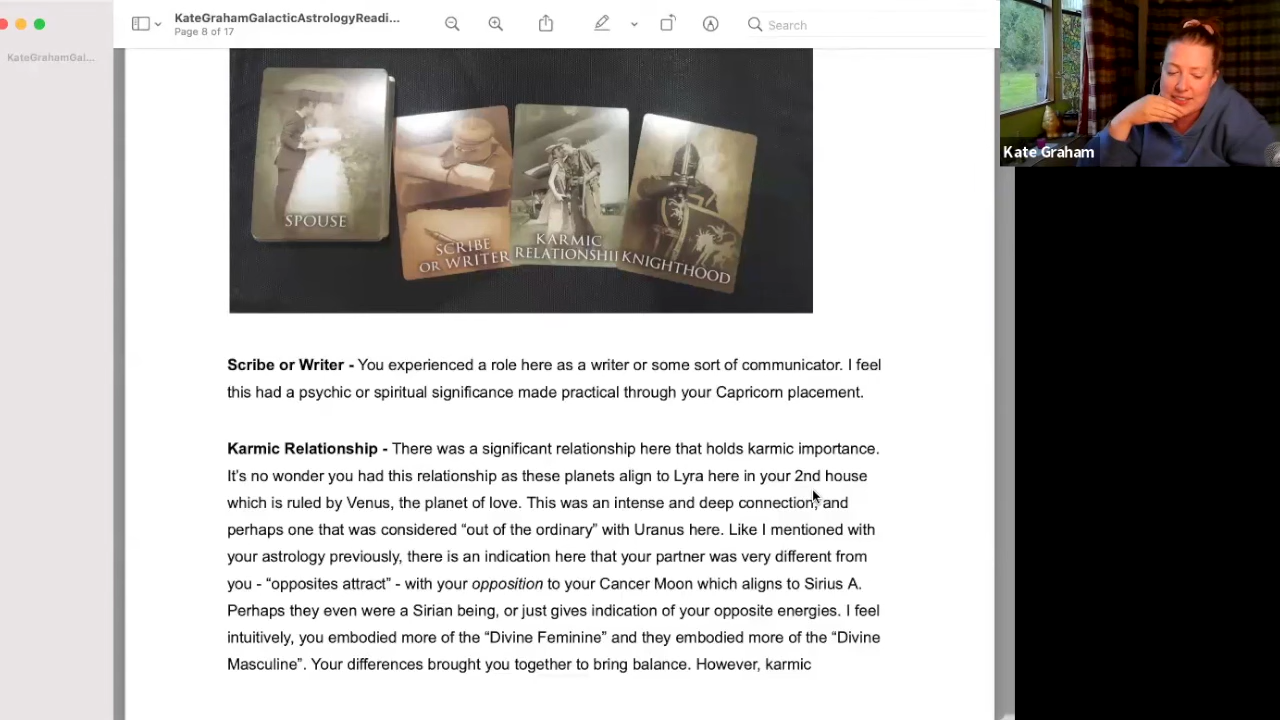 KateGrahamGalacticAstrologyReadi...
Page 8 of 17
Search
KateGrahamGal...
Kate Graham
SPOUSE
SCRIBE
OR WRITER
KARMIC
RELATIONSHIP
KNIGHTHOOD
Scribe or Writer - You experienced a role here as a writer or some sort of communicator. I feel
this had a psychic or spiritual significance made practical through your Capricorn placement.
Karmic Relationship - There was a significant relationship here that holds karmic importance.
It's no wonder you had this relationship as these planets align to Lyra here in your 2nd house
which is ruled by Venus, the planet of love. This was an intense and deep connection, and
perhaps one that was considered “out of the ordinary” with Uranus here. Like I mentioned with
your astrology previously, there is an indication here that your partner was very different from
you - “opposites attract” - with your opposition to your Cancer Moon which aligns to Sirius A.
Perhaps they even were a Sirian being, or just gives indication of your opposite energies. I feel
intuitively, you embodied more of the “Divine Feminine” and they embodied more of the “Divine
Masculine”. Your differences brought you together to bring balance. However, karmic